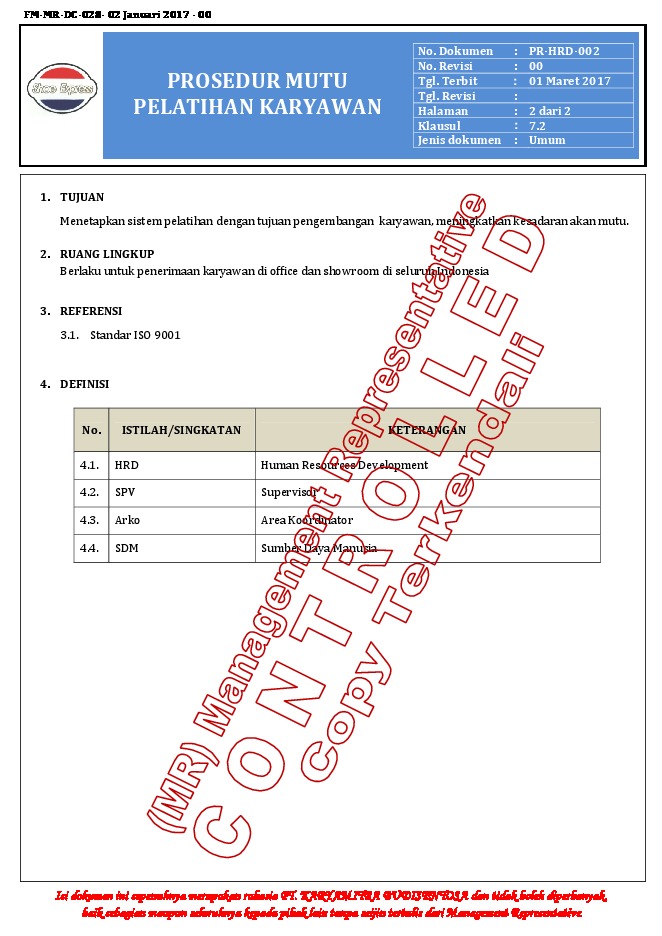 FM-MR-DC-028- 02 Januari 2017 - 00
Shoe Express
PROSEDUR MUTU
PELATIHAN KARYAWAN
No. Dokumen : PR-HRD-002
No. Revisi : 00
Tgl. Terbit : 01 Maret 2017
Tgl. Revisi :
Halaman : 2 dari 2
Klausul : 7.2
Jenis dokumen : Umum
1. TUJUAN
Menetapkan sistem pelatihan dengan tujuan pengembangan karyawan, meningkatkan kesadaran akan mutu.
2. RUANG LINGKUP
Berlaku untuk penerimaan karyawan di office dan showroom di seluruh Indonesia
3. REFERENSI
3.1. Standar ISO 9001
4. DEFINISI
No. ISTILAH/SINGKATAN KETERANGAN
4.1. HRD Human Resources Development
4.2. SPV Supervisor
4.3. Arko Area Koordinator
4.4. SDM Sumber Daya Manusia
(MR) Management Representative
CONTROLLED
Copy Terkendali
Isi dokumen ini sepenuhnya merupakan rahasia PT. KARYAMITRA BUDISENTOSA dan tidak boleh diperbanyak,
baik sebagian maupun seluruhnya kepada pihak lain tanpa seijin tertulis dari Management Representative